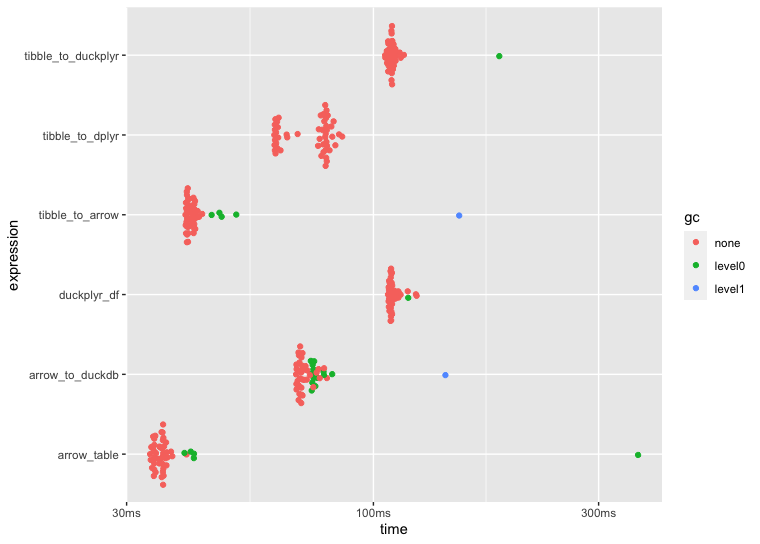 tibble_to_duckplyr
tibble_to_dplyr
tibble_to_arrow
duckplyr_df
arrow_to_duckdb
arrow_table
expression
30ms
100ms
300ms
time
gc
none
level0
level1